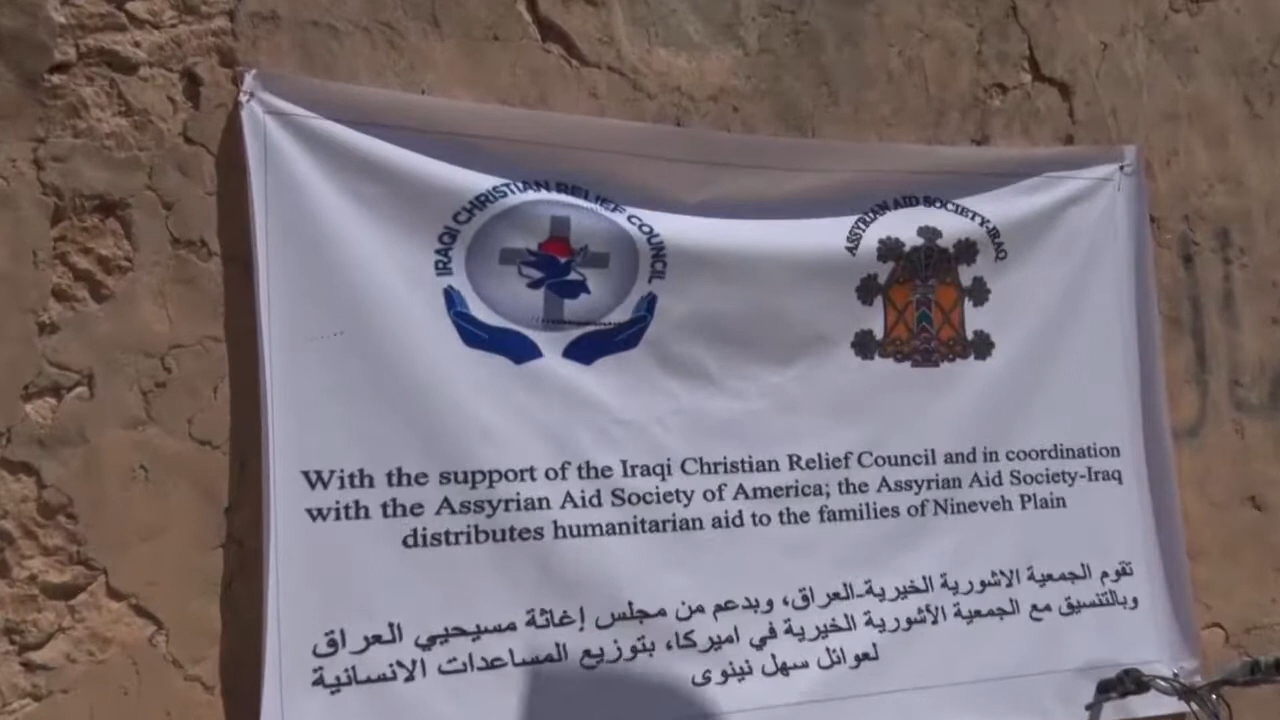 IRAQI CHRISTIAN RELIEF COUNCIL
ASSYRIAN AID SOCIETY-IRAQ
With the support of the Iraqi Christian Relief Council and in coordination
with the Assyrian Aid Society of America; the Assyrian Aid Society-Iraq
distributes humanitarian aid to the families of Nineveh Plain
تقوم الجمعية الاشورية الخيرية-العراق، وبدعم من مجلس إغاثة مسيحيي العراق
وبالتنسيق مع الجمعية الأشورية الخيرية في اميركا، بتوزيع المساعدات الانسانية
لعوائل سهل نينوى